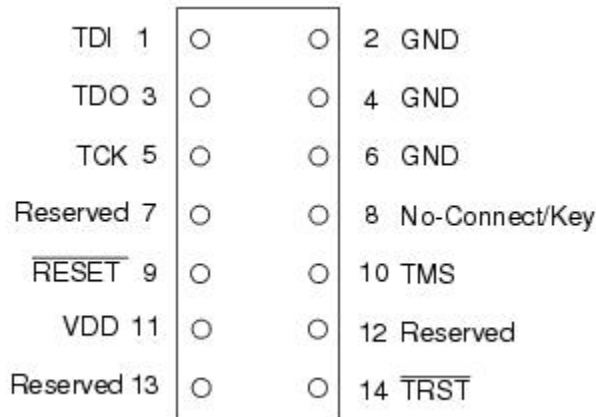 TDI 1 2 GND
TDO 3 4 GND
TCK 5 6 GND
Reserved 7 8 No-Connect/Key
RESET 9 10 TMS
VDD 11 12 Reserved
Reserved 13 14 TRST